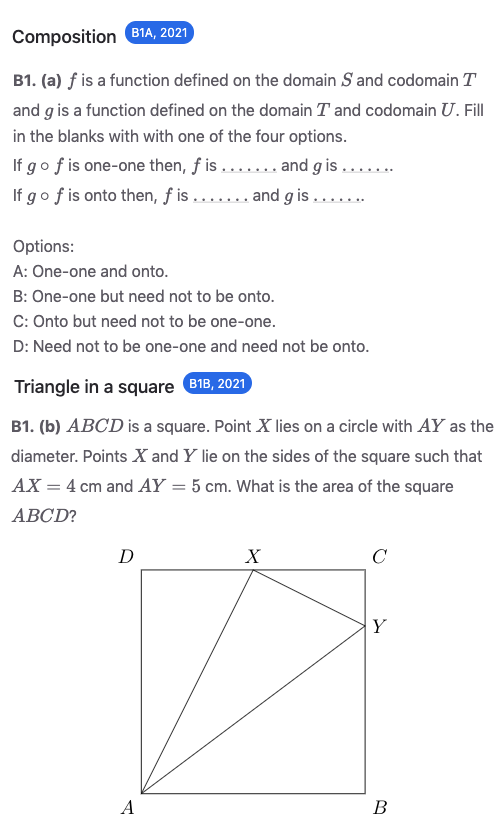 Composition B1A, 2021
B1. (a) f is a function defined on the domain S and codomain T
and g is a function defined on the domain T and codomain U. Fill
in the blanks with with one of the four options.
If g ∘ f is one-one then, f is ....... and g is .......
If g ∘ f is onto then, f is ....... and g is .......
Options:
A: One-one and onto.
B: One-one but need not to be onto.
C: Onto but need not to be one-one.
D: Need not to be one-one and need not be onto.
Triangle in a square B1B, 2021
B1. (b) ABCD is a square. Point X lies on a circle with AY as the
diameter. Points X and Y lie on the sides of the square such that
AX = 4 cm and AY = 5 cm. What is the area of the square
ABCD?
D X C
Y
A B